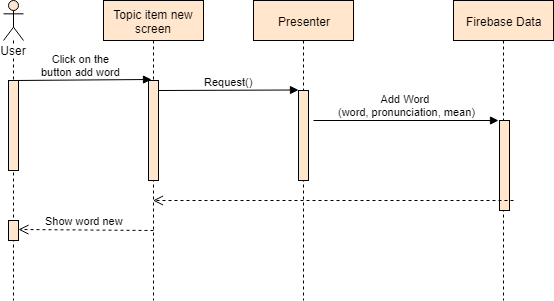 Topic item new
screen
Presenter
Firebase Data
User
Click on the
button add word
Request()
Add Word
(word, pronunciation, mean)
Show word new